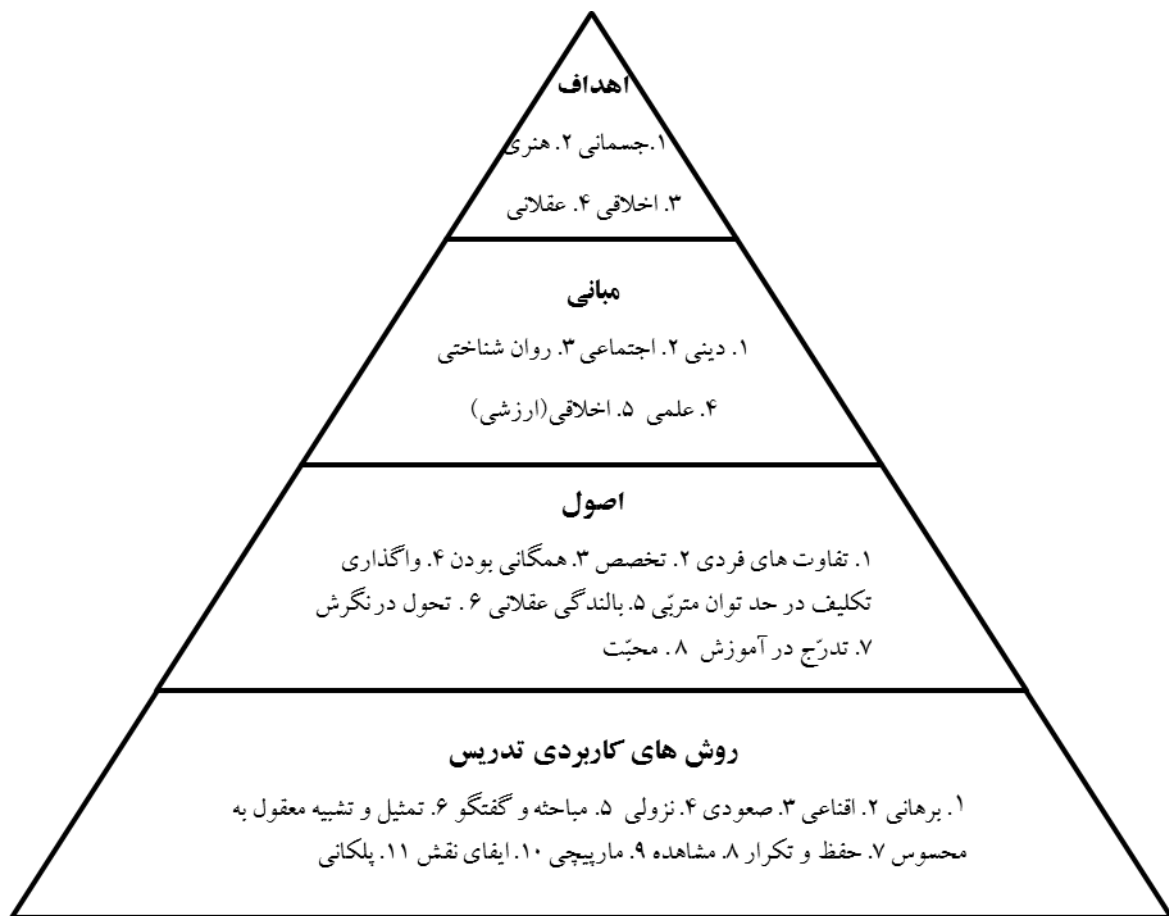 اهداف
۱.جسمانی ۲. هنری
۳. اخلاقی ۴. عقلانی
مبانی
۱. دینی ۲. اجتماعی ۳. روان شناختی
۴. علمی ۵. اخلاقی(ارزشی)
اصول
۱. تفاوت های فردی ۲. تخصص ۳. همگانی بودن ۴. واگذاری
تکلیف در حد توان متربّی ۵. بالندگی عقلانی ۶ . تحول در نگرش
۷. تدرّج در آموزش ۸ . محبّت
روش های کاربردی تدریس
۱. برهانی ۲. اقناعی ۳. صعودی ۴. نزولی ۵. مباحثه و گفتگو ۶. تمثیل و تشبیه معقول به
محسوس ۷. حفظ و تکرار ۸. مشاهده ۹. مارپیچی ۱۰. ایفای نقش ۱۱. پلکانی